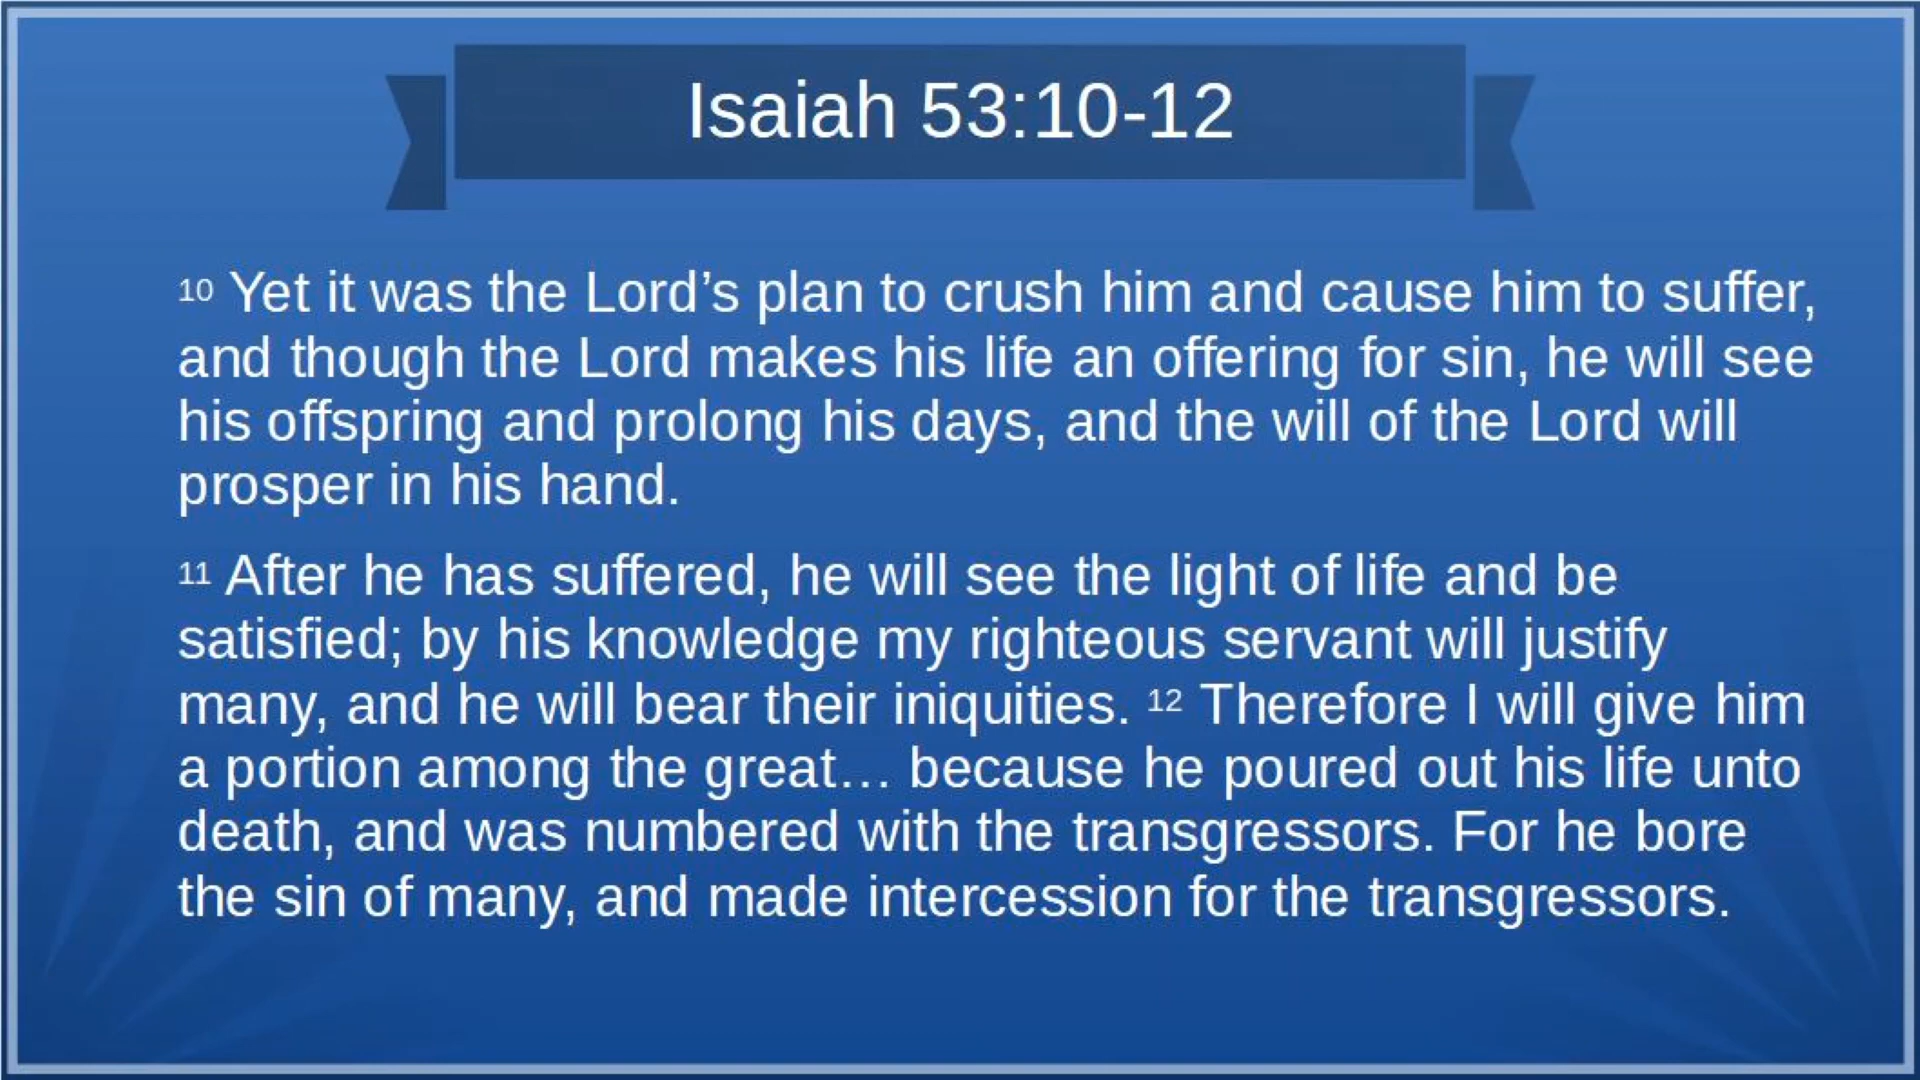 Isaiah 53:10-12
10 Yet it was the Lord’s plan to crush him and cause him to suffer,
and though the Lord makes his life an offering for sin, he will see
his offspring and prolong his days, and the will of the Lord will
prosper in his hand.
11 After he has suffered, he will see the light of life and be
satisfied; by his knowledge my righteous servant will justify
many, and he will bear their iniquities. 12 Therefore I will give him
a portion among the great… because he poured out his life unto
death, and was numbered with the transgressors. For he bore
the sin of many, and made intercession for the transgressors.